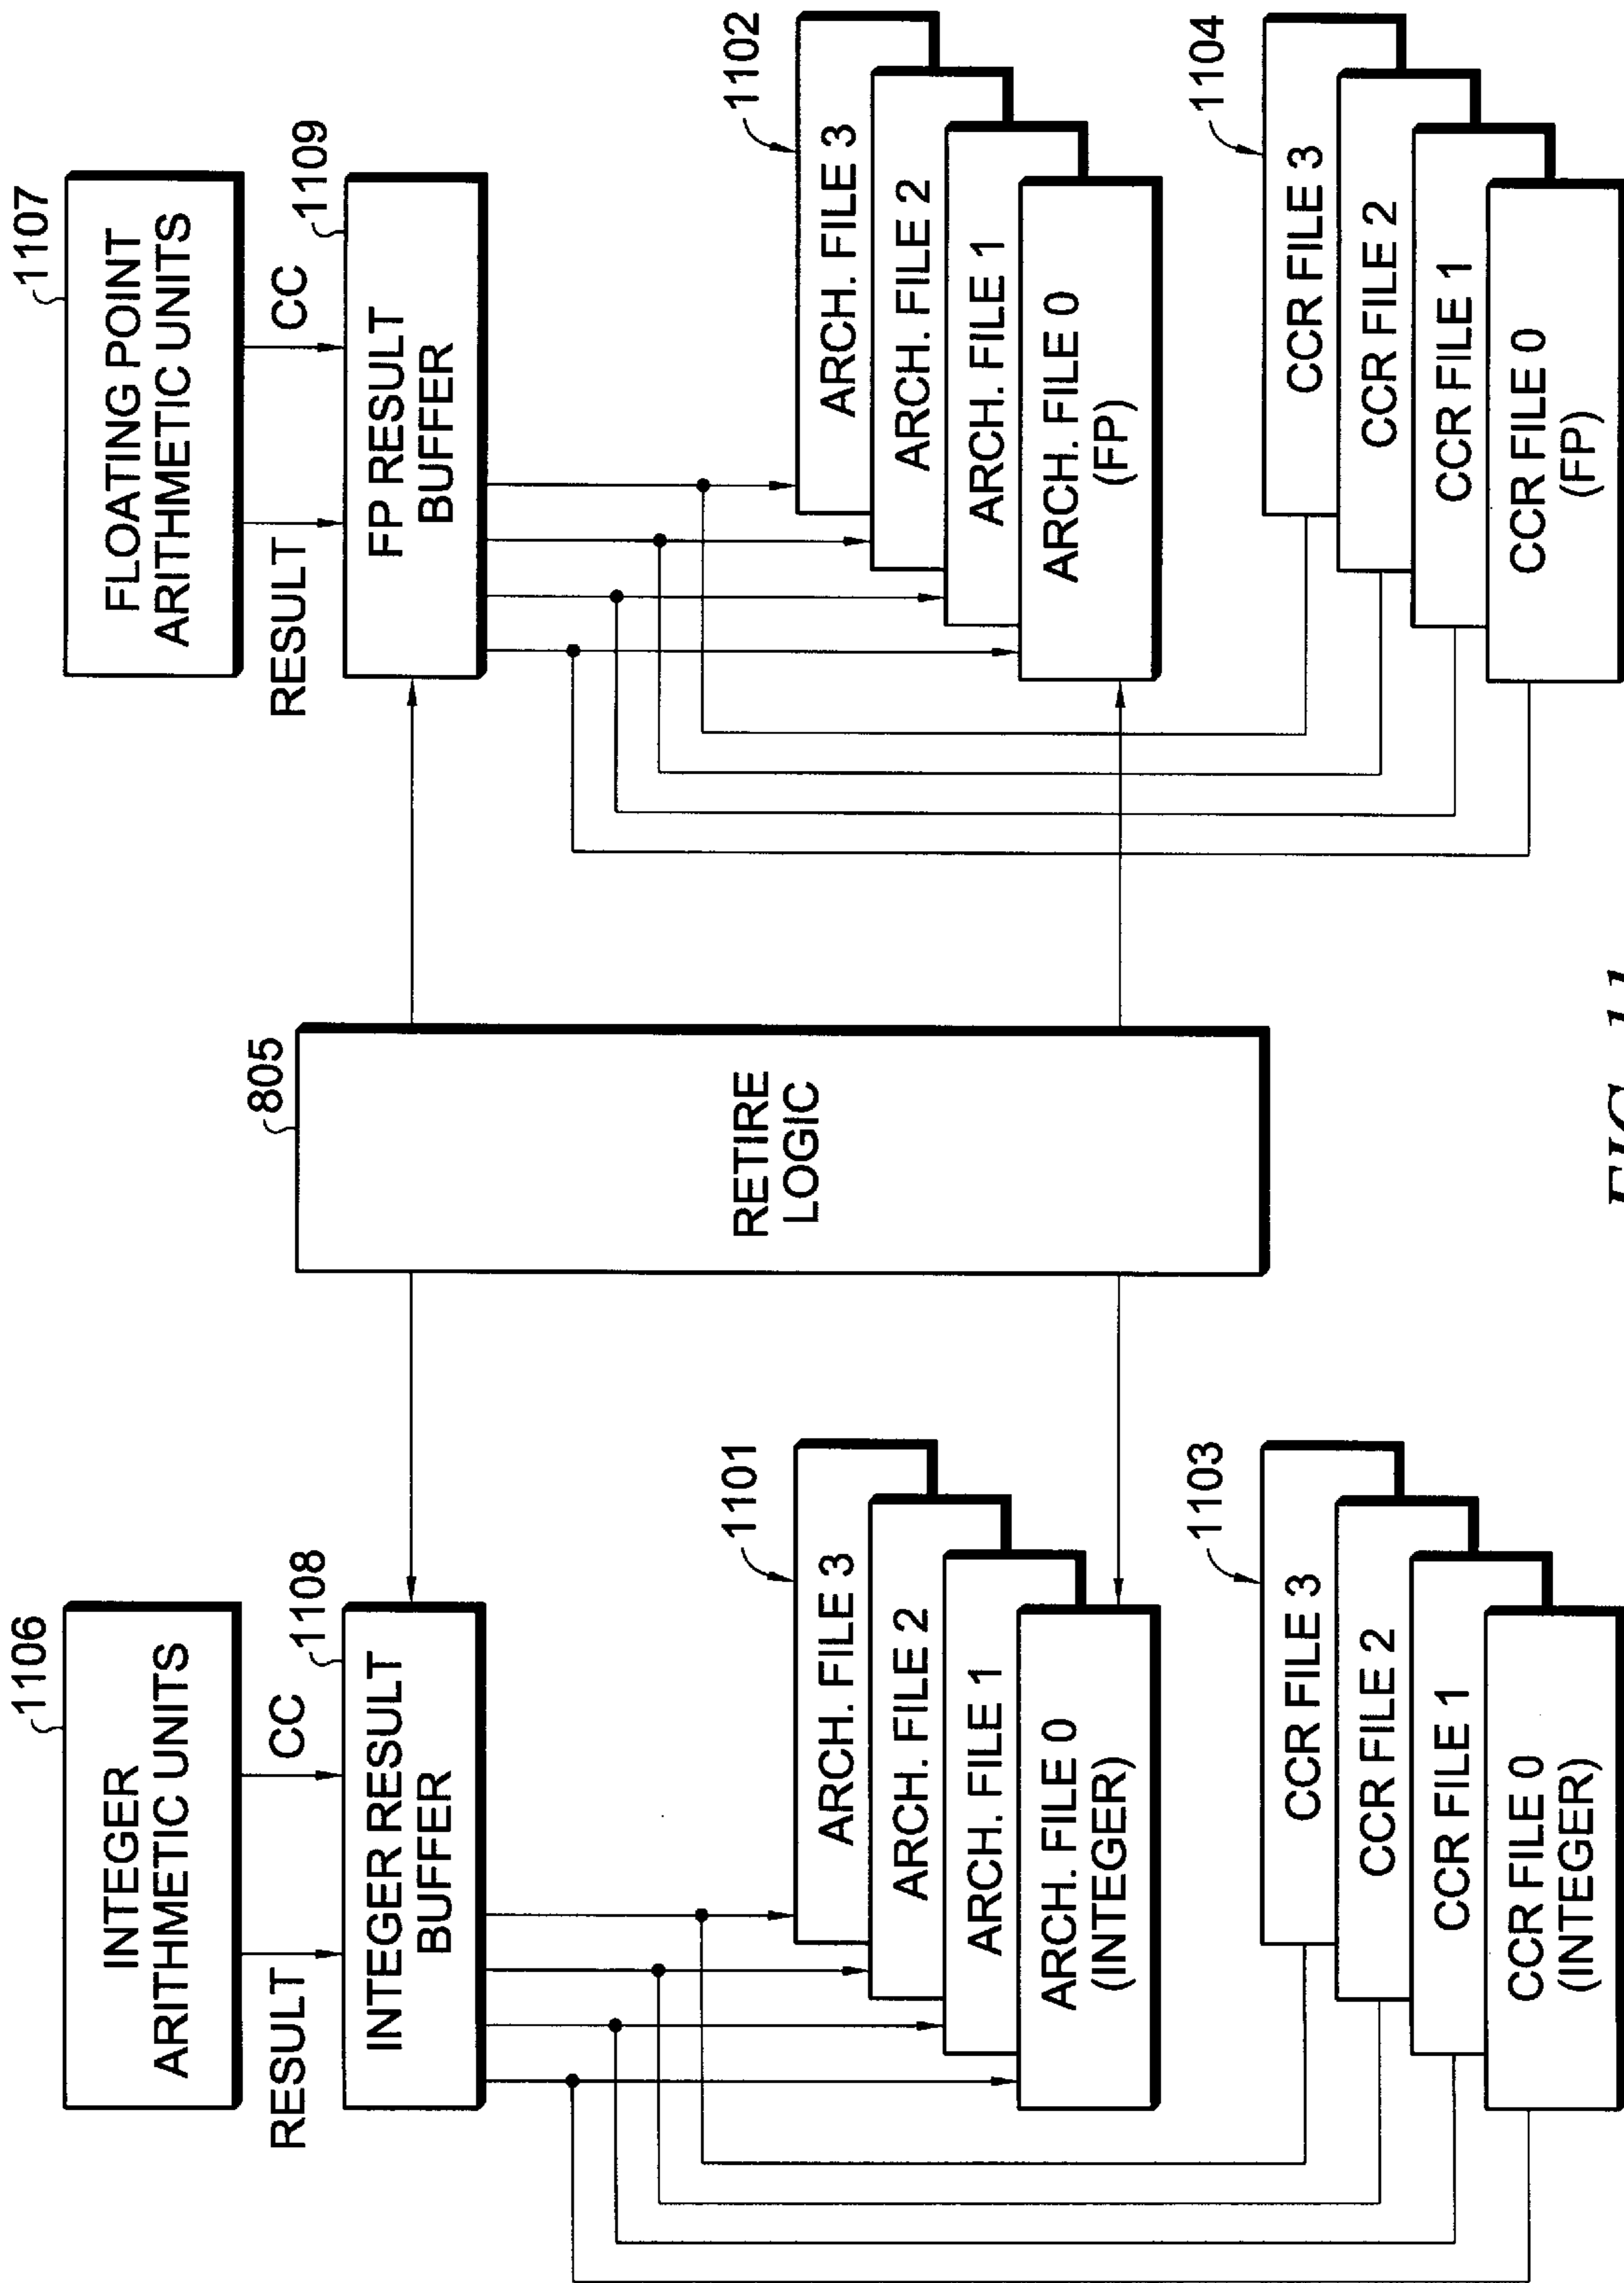 1106
INTEGER
ARITHMETIC UNITS
RESULT
CC
1108
INTEGER RESULT
BUFFER
1101
ARCH. FILE 3
ARCH. FILE 2
ARCH. FILE 1
ARCH. FILE 0
(INTEGER)
1103
CCR FILE 3
CCR FILE 2
CCR FILE 1
CCR FILE 0
(INTEGER)
805
RETIRE
LOGIC
1107
FLOATING POINT
ARITHMETIC UNITS
RESULT
CC
1109
FP RESULT
BUFFER
1102
ARCH. FILE 3
ARCH. FILE 2
ARCH. FILE 1
ARCH. FILE 0
(FP)
1104
CCR FILE 3
CCR FILE 2
CCR FILE 1
CCR FILE 0
(FP)
FIG. 11